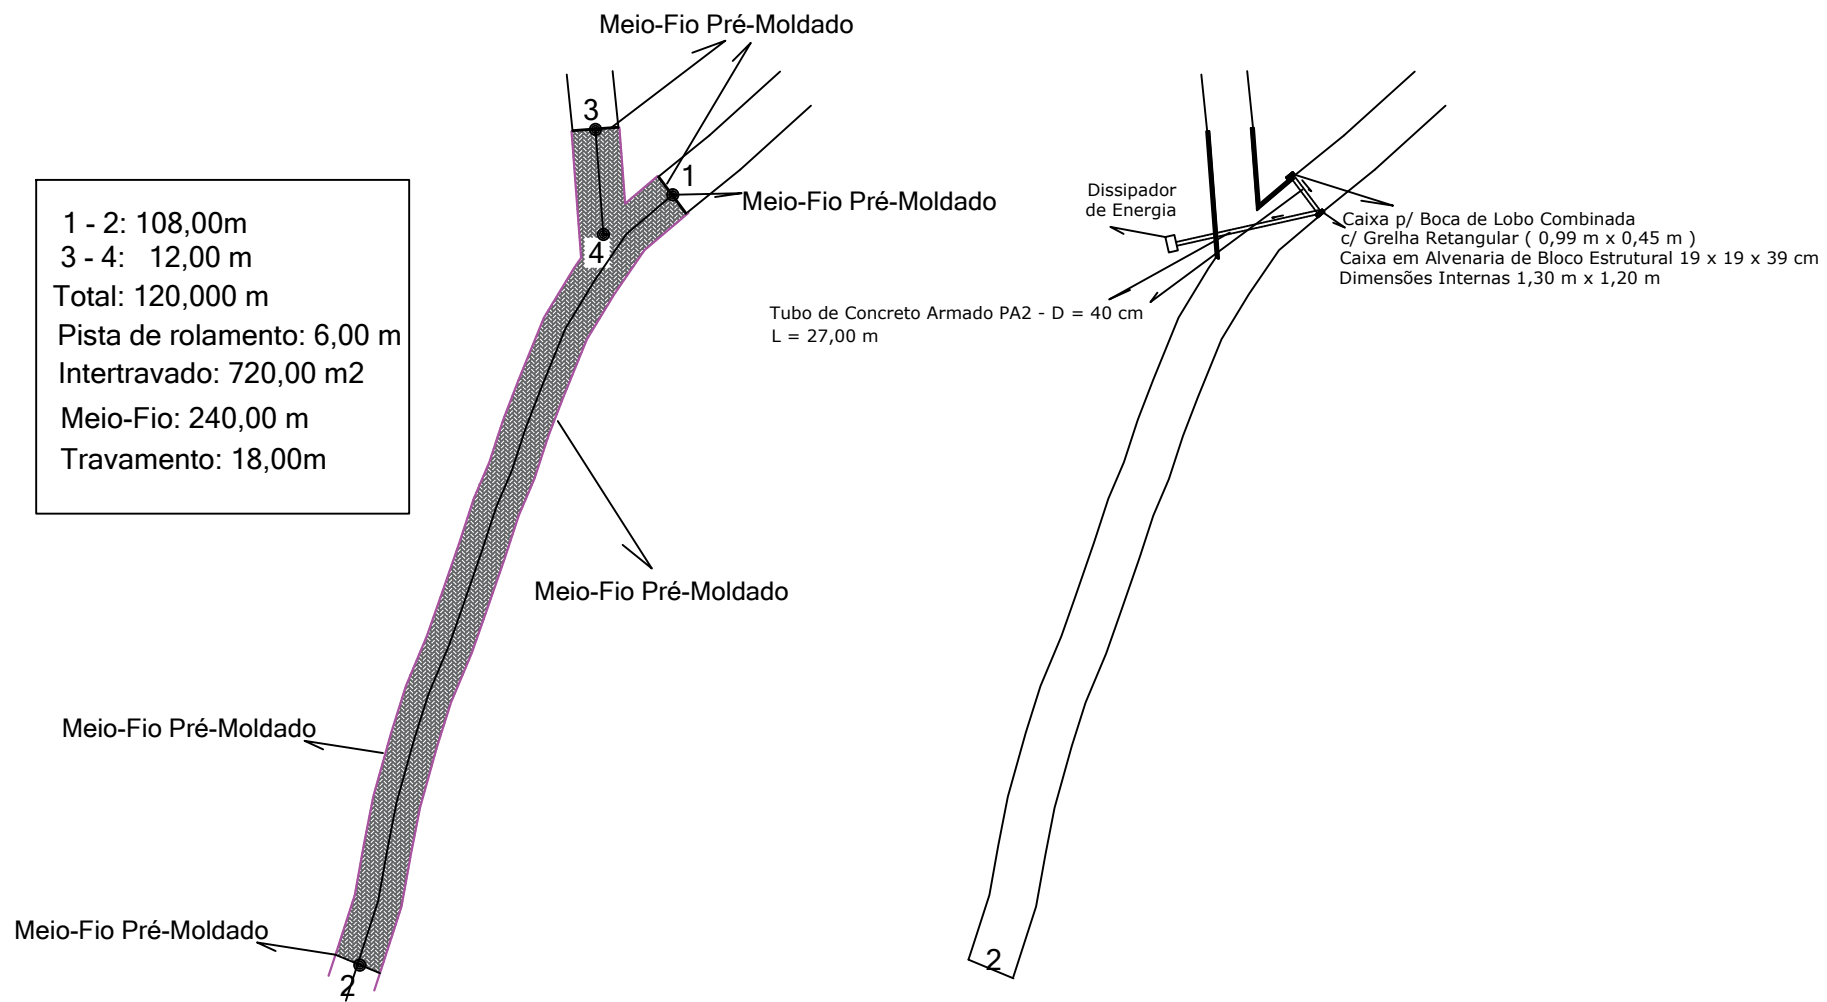 Meio-Fio Pré-Moldado
3
1
Meio-Fio Pré-Moldado
4
1 - 2: 108,00m
3 - 4: 12,00 m
Total: 120,000 m
Pista de rolamento: 6,00 m
Intertravado: 720,00 m2
Meio-Fio: 240,00 m
Travamento: 18,00m
Meio-Fio Pré-Moldado
Meio-Fio Pré-Moldado
Meio-Fio Pré-Moldado
2
Dissipador
de Energia
Caixa p/ Boca de Lobo Combinada
c/ Grelha Retangular ( 0,99 m x 0,45 m )
Caixa em Alvenaria de Bloco Estrutural 19 x 19 x 39 cm
Dimensões Internas 1,30 m x 1,20 m
Tubo de Concreto Armado PA2 - D = 40 cm
L = 27,00 m
2